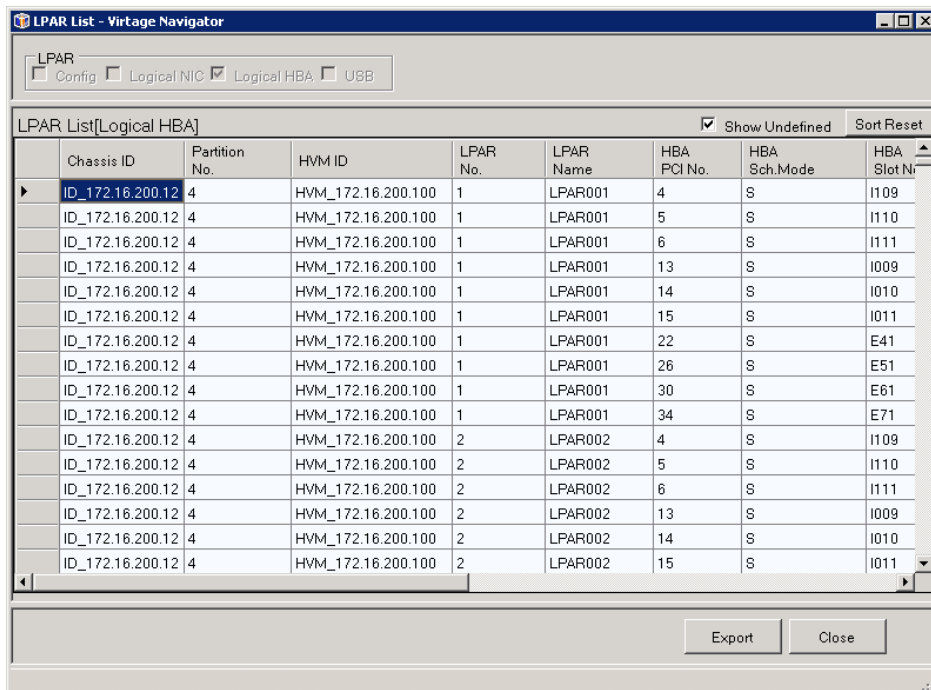 LPAR List - Virtage Navigator
LPAR
Config Logical NIC Logical HBA USB
LPAR List[Logical HBA] Show Undefined Sort Reset
Chassis ID Partition No. HVM ID LPAR No. LPAR Name HBA PCI No. HBA Sch.Mode HBA Slot
ID_172.16.200.12 4 HVM_172.16.200.100 1 LPAR001 4 S I109
ID_172.16.200.12 4 HVM_172.16.200.100 1 LPAR001 5 S I110
ID_172.16.200.12 4 HVM_172.16.200.100 1 LPAR001 6 S I111
ID_172.16.200.12 4 HVM_172.16.200.100 1 LPAR001 13 S I009
ID_172.16.200.12 4 HVM_172.16.200.100 1 LPAR001 14 S I010
ID_172.16.200.12 4 HVM_172.16.200.100 1 LPAR001 15 S I011
ID_172.16.200.12 4 HVM_172.16.200.100 1 LPAR001 22 S E41
ID_172.16.200.12 4 HVM_172.16.200.100 1 LPAR001 26 S E51
ID_172.16.200.12 4 HVM_172.16.200.100 1 LPAR001 30 S E61
ID_172.16.200.12 4 HVM_172.16.200.100 1 LPAR001 34 S E71
ID_172.16.200.12 4 HVM_172.16.200.100 2 LPAR002 4 S I109
ID_172.16.200.12 4 HVM_172.16.200.100 2 LPAR002 5 S I110
ID_172.16.200.12 4 HVM_172.16.200.100 2 LPAR002 6 S I111
ID_172.16.200.12 4 HVM_172.16.200.100 2 LPAR002 13 S I009
ID_172.16.200.12 4 HVM_172.16.200.100 2 LPAR002 14 S I010
ID_172.16.200.12 4 HVM_172.16.200.100 2 LPAR002 15 S I011
Export Close